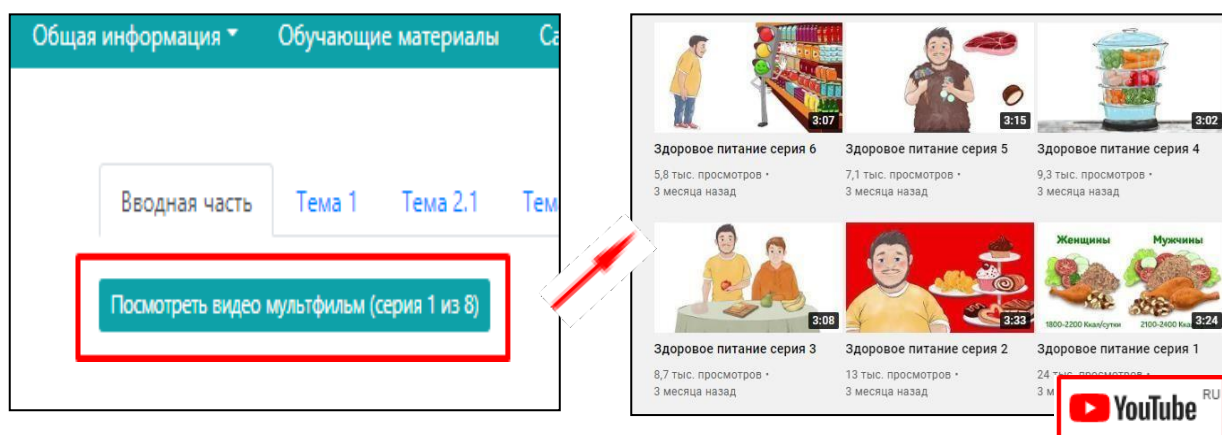 Общая информация Обучающие материалы
Вводная часть Тема 1 Тема 2.1
Посмотреть видео мультфильм (серия 1 из 8)
3:07 3:15 3:02
Здоровое питание серия 6 Здоровое питание серия 5 Здоровое питание серия 4
5,8 тыс. просмотров • 7,1 тыс. просмотров • 9,3 тыс. просмотров •
3 месяца назад 3 месяца назад 3 месяца назад
Женщины Мужчины
1800-2200 Ккал/сутки 2100-2400
3:08 3:33 3:24
Здоровое питание серия 3 Здоровое питание серия 2 Здоровое питание серия 1
8,7 тыс. просмотров • 13 тыс. просмотров • 24 тыс. просмотров •
3 месяца назад 3 месяца назад 3
YouTube RU